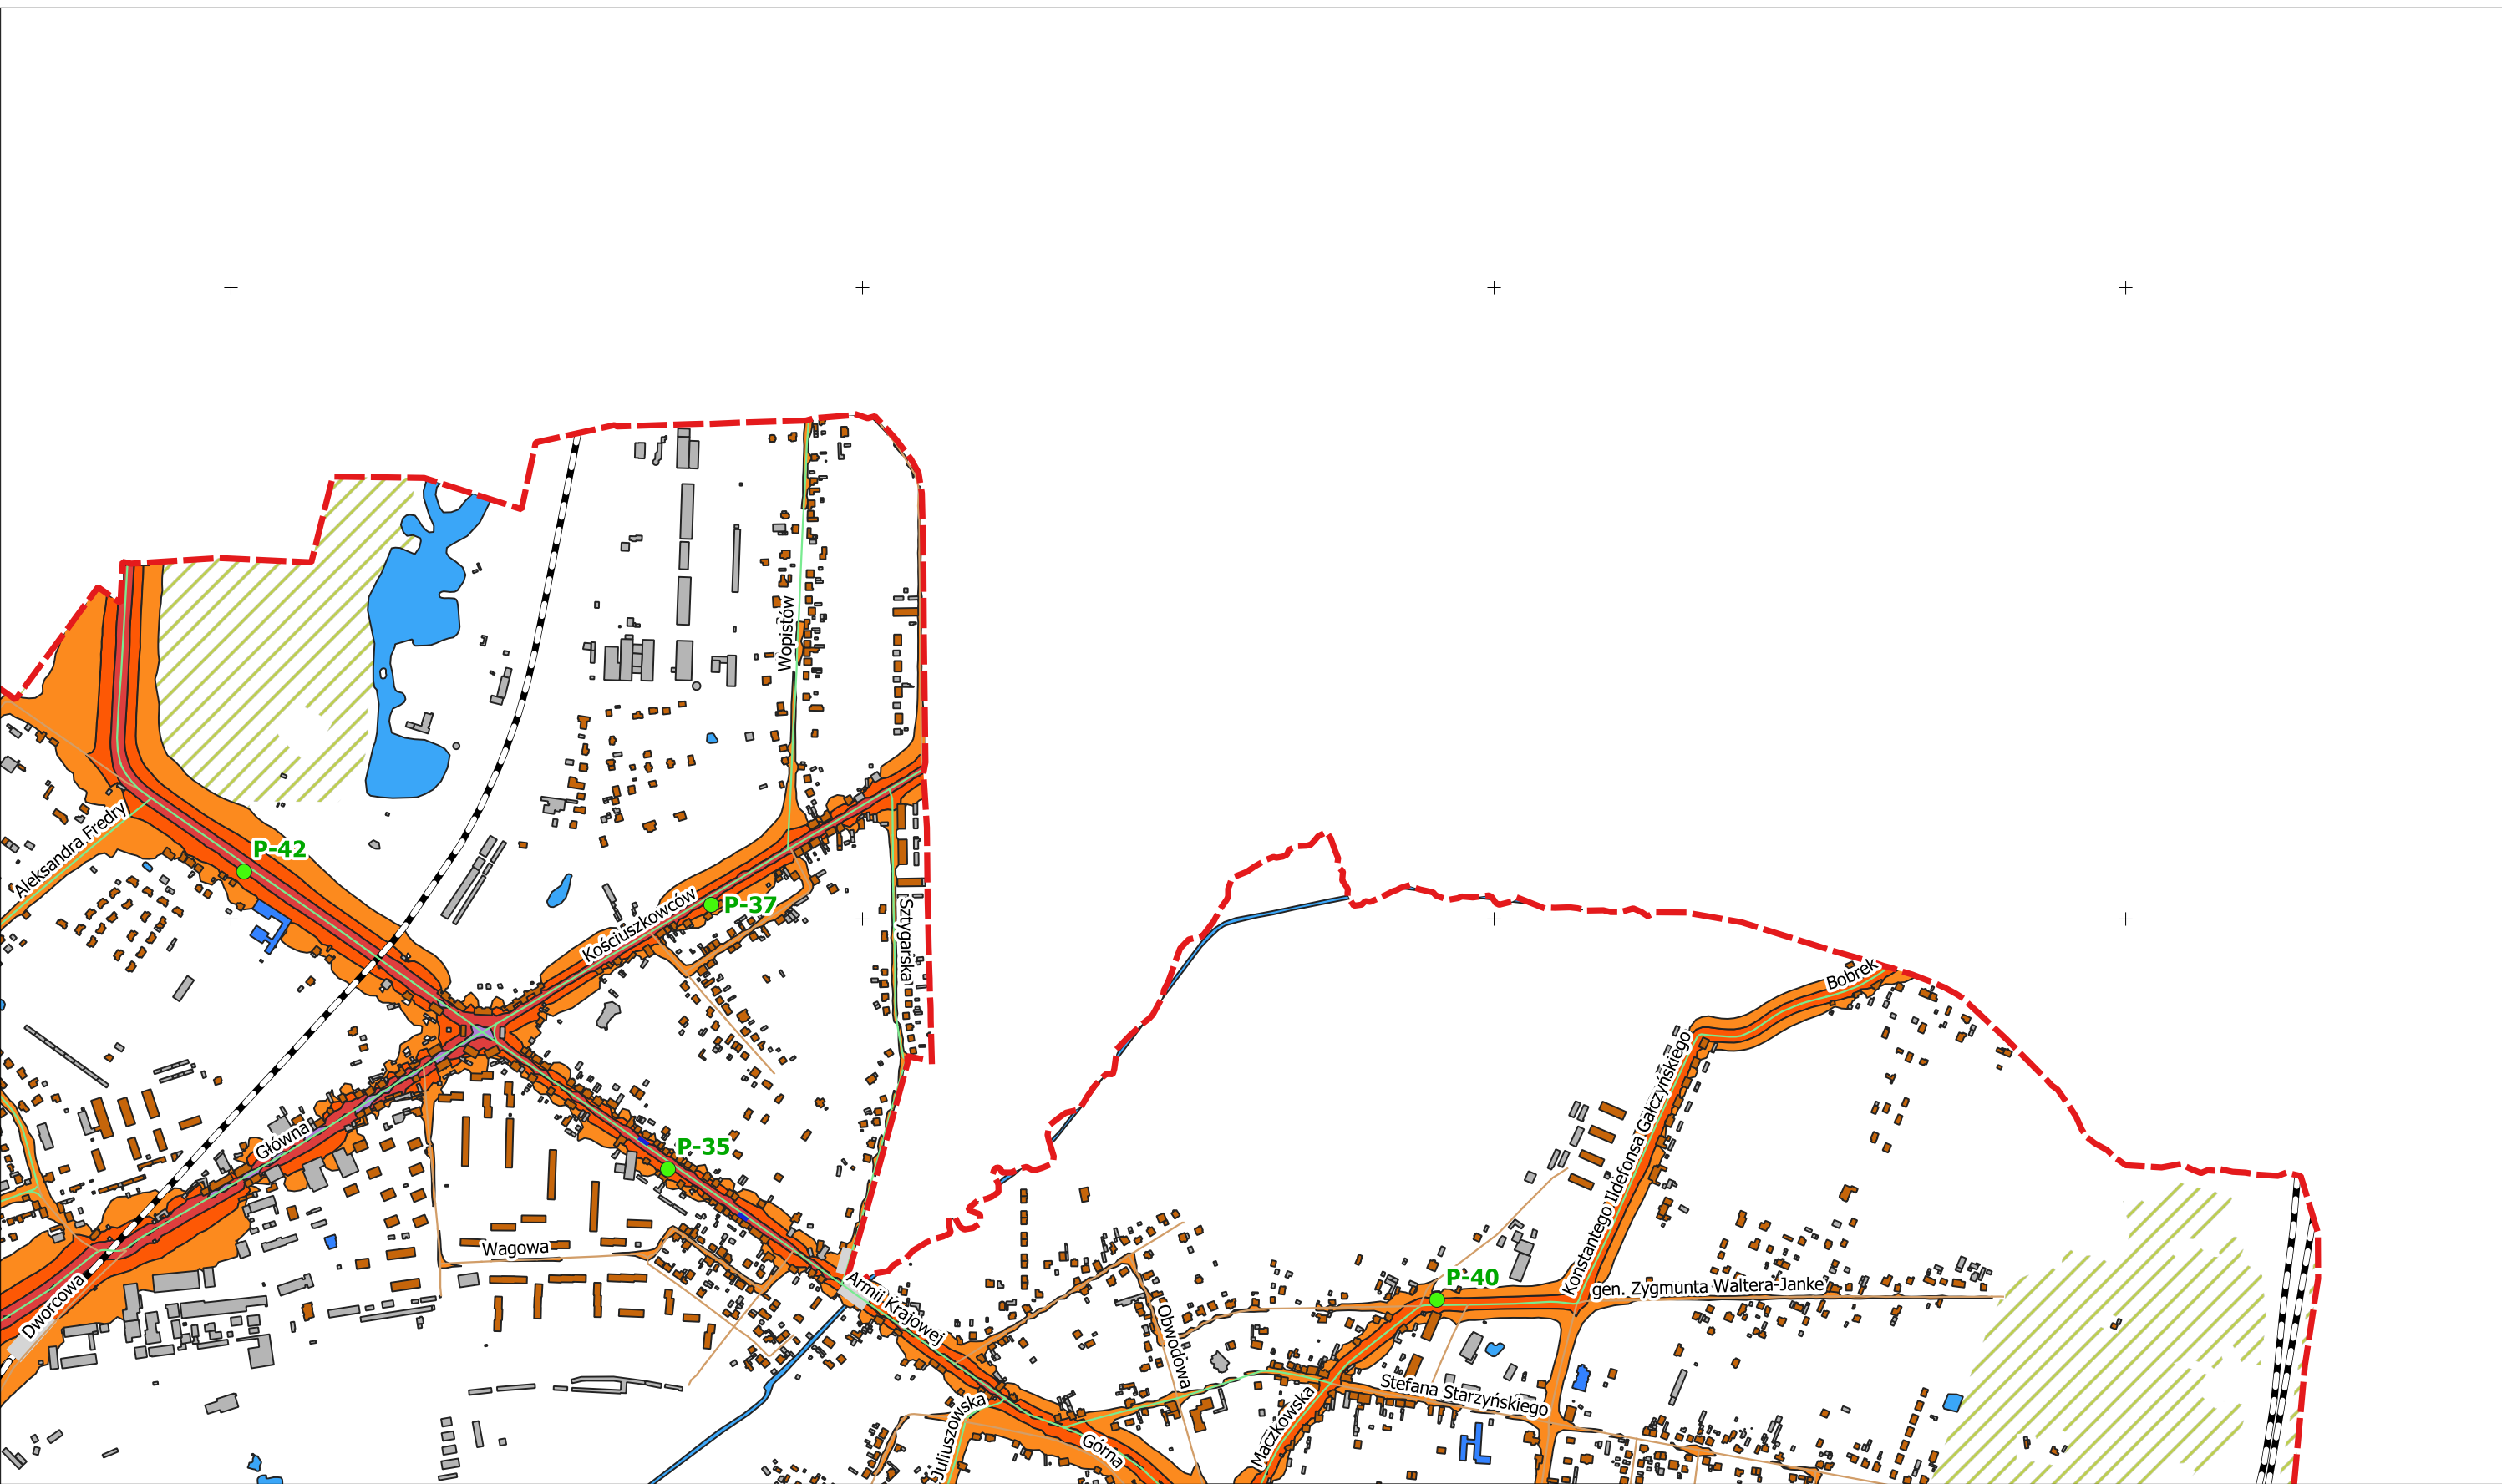 Wopistów
Aleksandra Fredry
P-42
Kościuszkowców
P-37
Sztygarska
Bobrek
Konstantego Ildefonsa Gałczyńskiego
Główna
P-35
Wagowa
Dworcowa
Armii Krajowej
P-40
gen. Zygmunta Waltera-Janke
Obwodowa
Stefana Starzyńskiego
Juliuszowska
Górna
Maczkowska